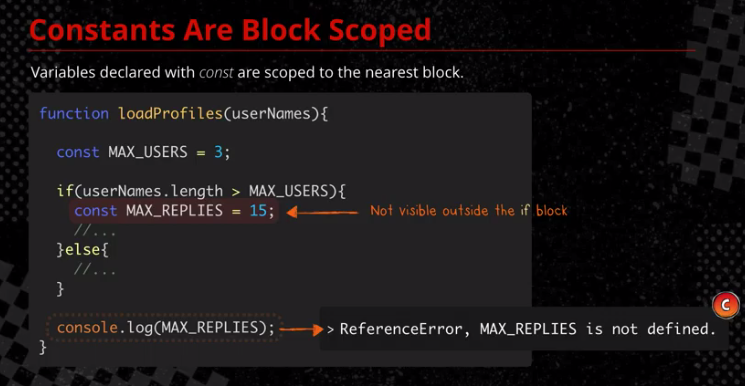 Constants Are Block Scoped
Variables declared with const are scoped to the nearest block.
function loadProfiles(userNames){
const MAX_USERS = 3;
if(userNames.length > MAX_USERS){
const MAX_REPLIES = 15;
Not visible outside the if block
//...
}else{
//...
}
console.log(MAX_REPLIES);
> ReferenceError, MAX_REPLIES is not defined.
}
C